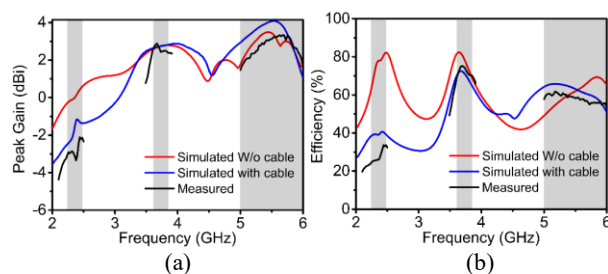 4
2
0
-2
-4
-6
Peak Gain (dBi)
Simulated W/o cable
Simulated with cable
Measured
2 3 4 5 6
Frequency (GHz)
(a)
100
80
60
40
20
0
Efficiency (%)
Simulated W/o cable
Simulated with cable
Measured
2 3 4 5 6
Frequency (GHz)
(b)